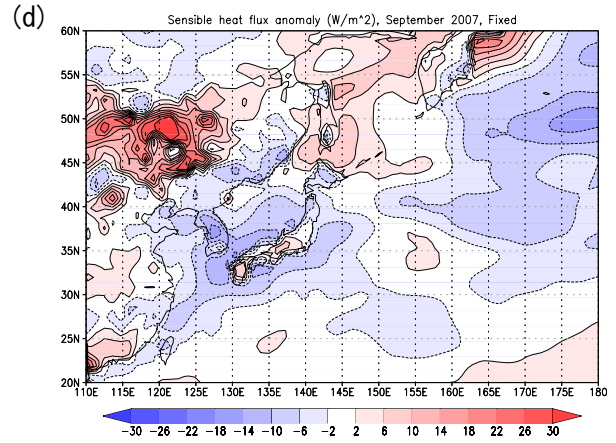 (d)
Sensible heat flux anomaly (W/m^2), September 2007, Fixed
60N
55N
50N
45N
40N
35N
30N
25N
20N
110E 115E 120E 125E 130E 135E 140E 145E 150E 155E 160E 165E 170E 175E 180
−30 −26 −22 −18 −14 −10 −6 −2 2 6 10 14 18 22 26 30